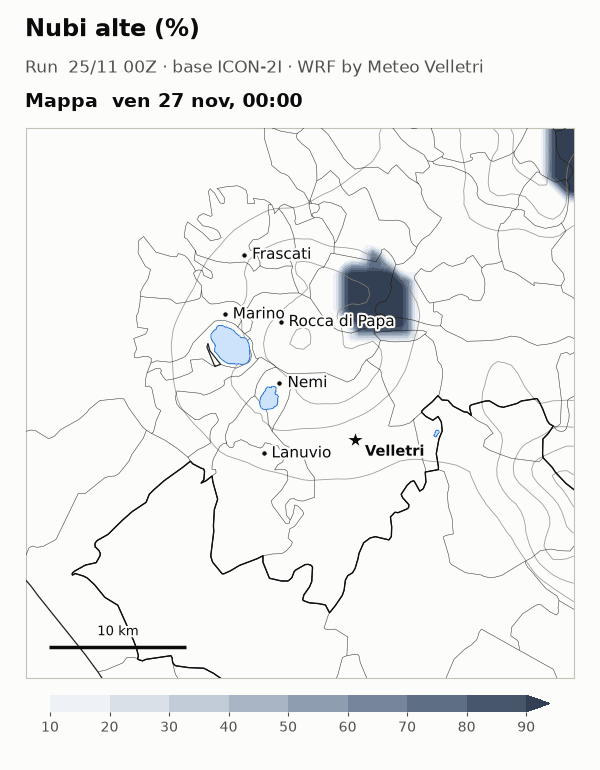 Nubi alte (%)
Run  25/11 00Z · base ICON-2I · WRF by Meteo Velletri
Mappa  ven 27 nov, 00:00
Frascati
Marino
Rocca di Papa
Nemi
Velletri
Lanuvio
10 km
10 20 30 40 50 60 70 80 90